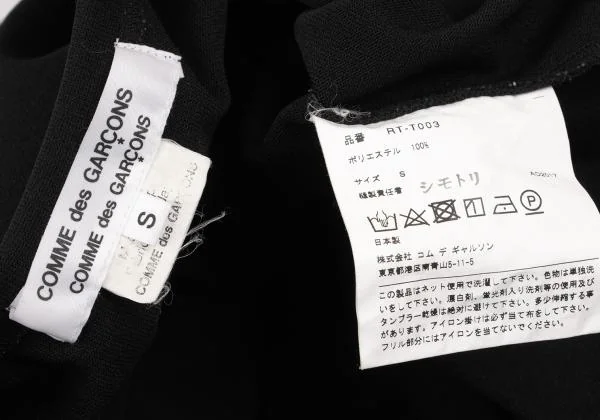 COMME des GARÇONS
COMME des GARÇONS
S
COMME des GARÇONS
品番 RT-T003
ポリエステル 100%
サイズ S
AD2017
縫製責任者 シモトリ
日本製
株式会社 コム デ ギャルソン
東京都港区南青山5-11-5
この製品はネット使用で洗濯して下さい。色物は単独洗
いをして下さい。漂白剤、蛍光剤入り洗剤等の使用及び
タンブラー乾燥は絶対に避けて下さい。多少伸縮する事
があります。アイロン掛けは必ず当て布をして下さい。
フリル部分にはアイロンを当てないでください。